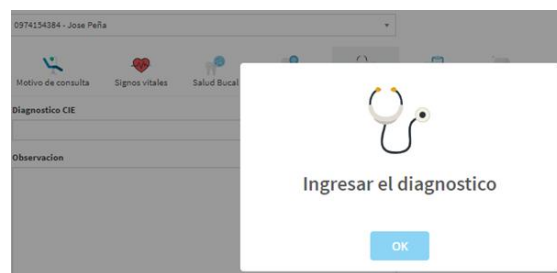 0974154384 - Jose Peña
Motivo de consulta
Signos vitales
Salud Bucal
Diagnostico CIE
Observacion
Ingresar el diagnostico
OK